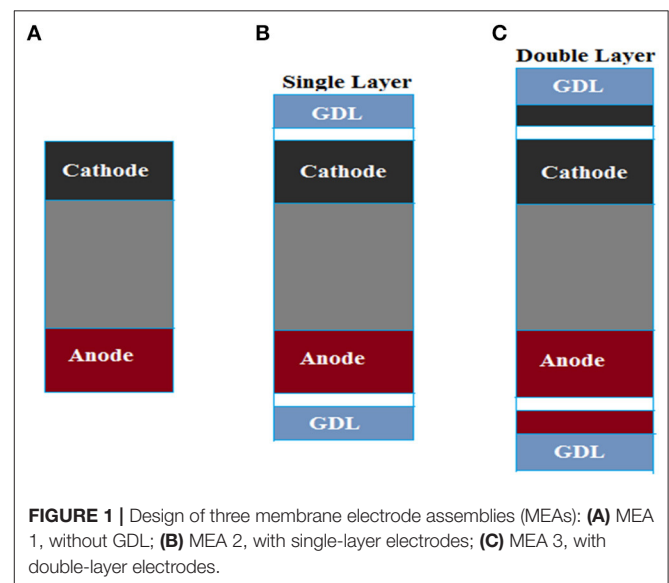 A
B
C
Single Layer
Double Layer
GDL
GDL
Cathode
Cathode
Cathode
Anode
Anode
Anode
GDL
GDL
FIGURE 1 | Design of three membrane electrode assemblies (MEAs): (A) MEA
1, without GDL; (B) MEA 2, with single-layer electrodes; (C) MEA 3, with
double-layer electrodes.